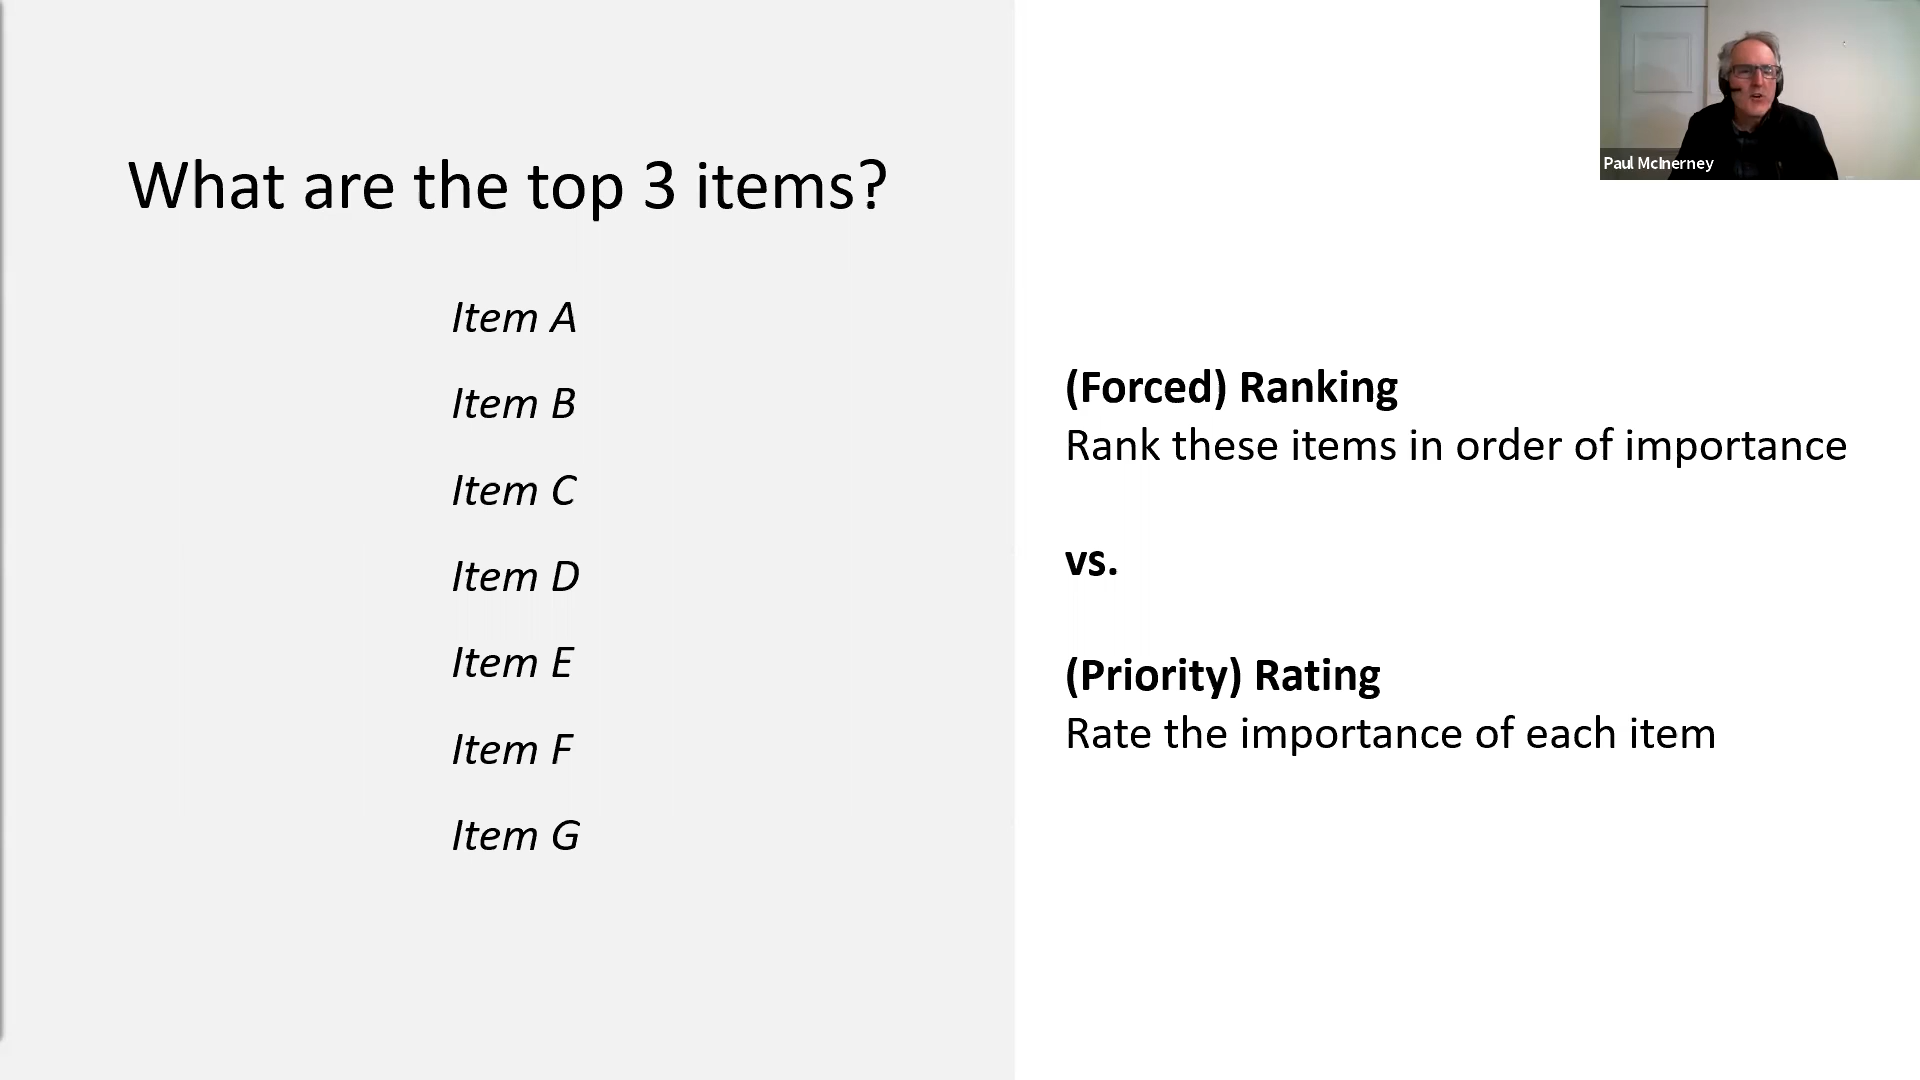 What are the top 3 items?
Item A
Item B
Item C
Item D
Item E
Item F
Item G
(Forced) Ranking
Rank these items in order of importance
vs.
(Priority) Rating
Rate the importance of each item
Paul McInerney